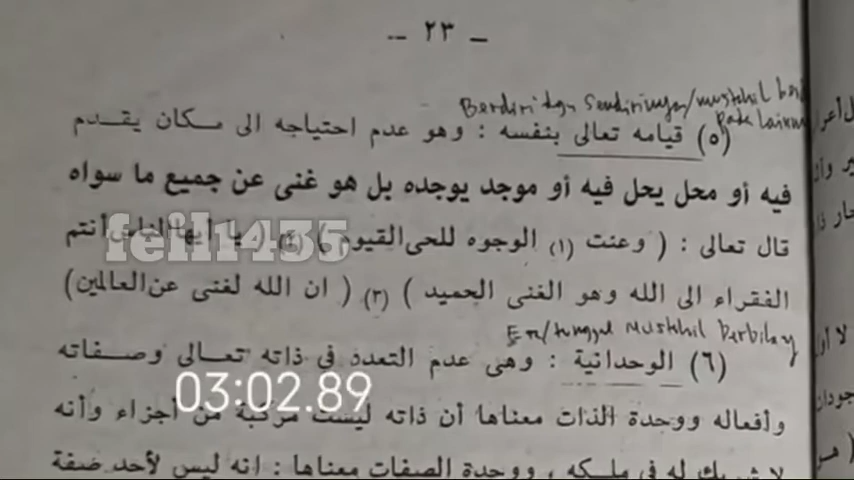 — ٢٣ —
Berdiri dgn Sendirinya/mustahil
pada
(٥) قيامه تعالى بنفسه : وهو عدم احتياجه الى مكان يقدم
فيه أو محل يحل فيه أو موجد يوجده بل هو غنى عن جميع ما سواه
قال تعالى : ( وعنت (١) الوجوه للحى القيوم ) (٢) ، يا أيها الناس أنتم
الفقراء الى الله وهو الغنى الحميد ) (٣) ( ان الله لغنى عن العالمين)
Esa/tunggal Mustahil berbilang
(٦) الوحدانية : وهى عدم التعدد فى ذاته تعالى وصفاته
وأفعاله ووحدة الذات معناها أن ذاته ليست مركبة من أجزاء وأنه
لا شريك له فى ملكه ، ووحدة الصفات معناها : انه ليس لأحد صفة
feil1435
03:02.89